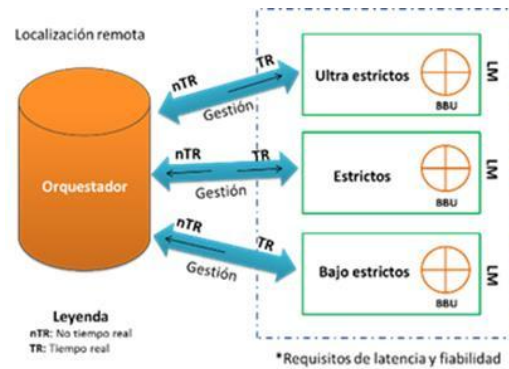 Localización remota
Orquestador
nTR
TR
Gestión
nTR
TR
Gestión
nTR
TR
Gestión
Ultra estrictos
BBU
LM
Estrictos
BBU
LM
Bajo estrictos
BBU
LM
Leyenda
nTR: No tiempo real
TR: Tiempo real
*Requisitos de latencia y fiabilidad